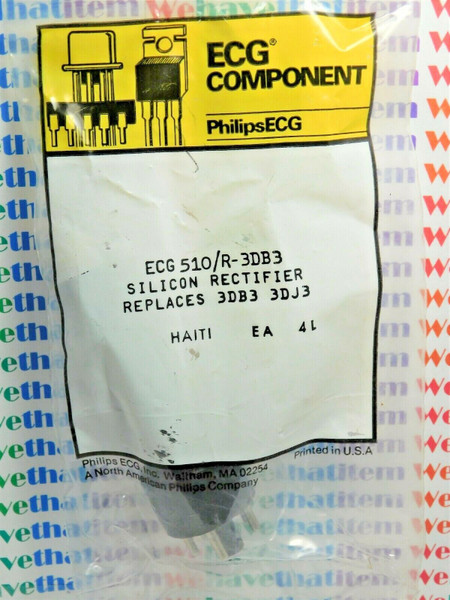 ECG®
COMPONENT
PhilipsECG
ECG 510/R-3DB3
SILICON RECTIFIER
REPLACES 3DB3 3DJ3
HAITI EA 4L
Philips ECG, Inc. Waltham, MA 02254
A North American Philips Company
Printed in U.S.A
Wehavethatitem